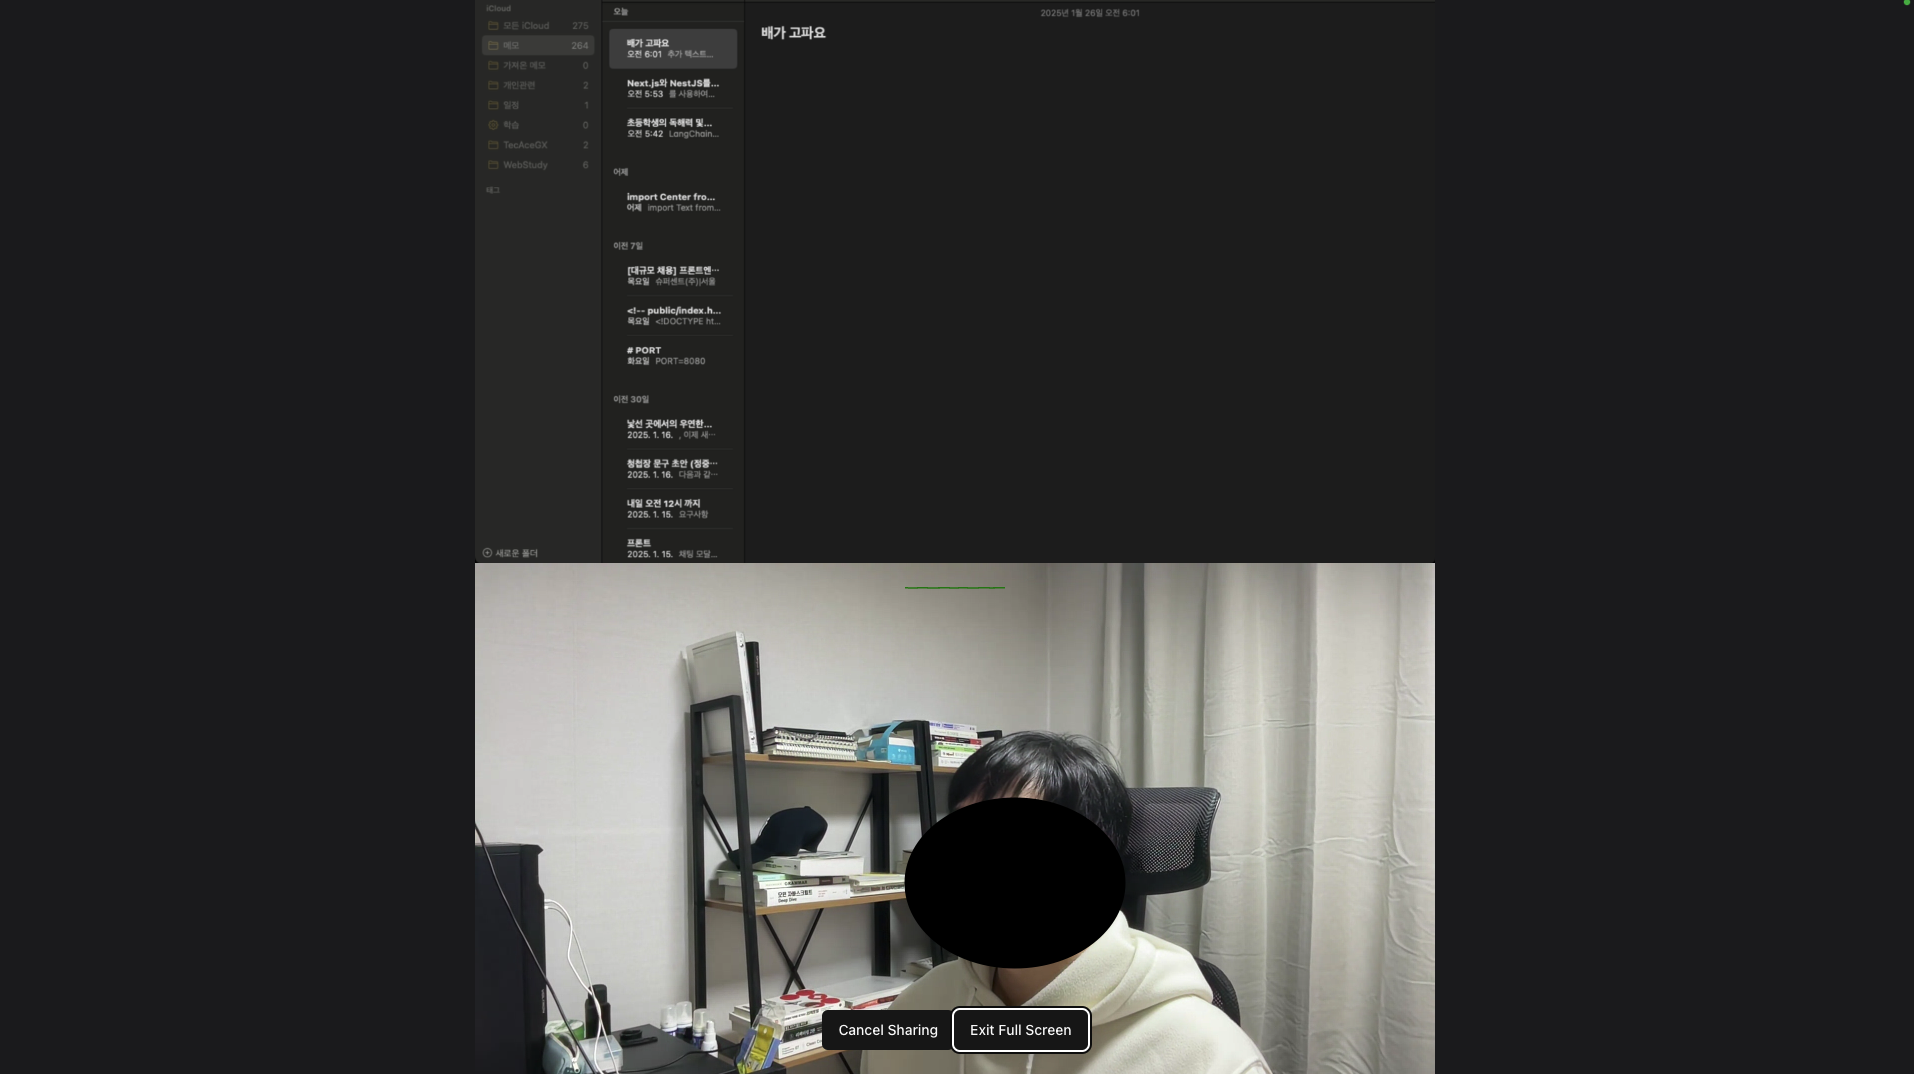 iCloud
모든 iCloud 275
메모 264
가져온 메모 0
개인관련 2
일정 1
학습 0
TecAceGX 2
WebStudy 6
태그
새로운 폴더
오늘
배가 고파요
오전 6:01 추가 텍스트...
Next.js와 NestJS를...
오전 5:53 를 사용하여...
초등학생의 독해력 및...
오전 5:42 LangChain...
어제
import Center fro...
어제 import Text from...
이전 7일
[대규모 채용] 프론트엔...
목요일 슈퍼센트(주)|서울
<!-- public/index.h...
목요일 <!DOCTYPE ht...
# PORT
화요일 PORT=8080
이전 30일
낯선 곳에서의 우연한...
2025. 1. 16. , 이제 새...
청첩장 문구 초안 (정중...
2025. 1. 16. 다음과 같...
내일 오전 12시 까지
2025. 1. 15. 요구사항
프론트
2025. 1. 15. 채팅 모달...
2025년 1월 26일 오전 6:01
배가 고파요
모던 자바스크립트
Deep Dive
Cancel Sharing
Exit Full Screen